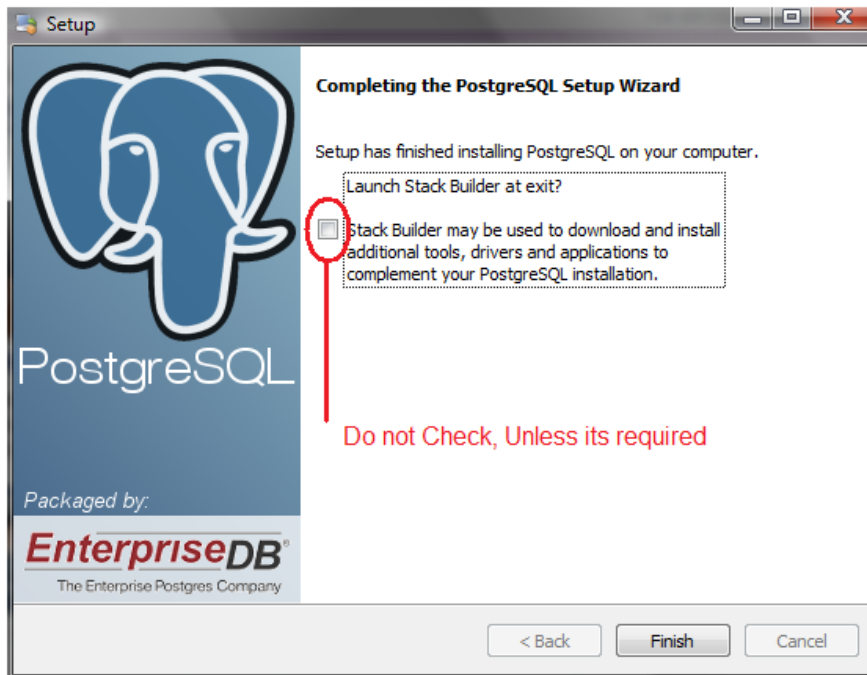 Setup
Completing the PostgreSQL Setup Wizard
Setup has finished installing PostgreSQL on your computer.
Launch Stack Builder at exit?
Stack Builder may be used to download and install
additional tools, drivers and applications to
complement your PostgreSQL installation.
PostgreSQL
Do not Check, Unless its required
Packaged by:
EnterpriseDB®
The Enterprise Postgres Company
< Back
Finish
Cancel